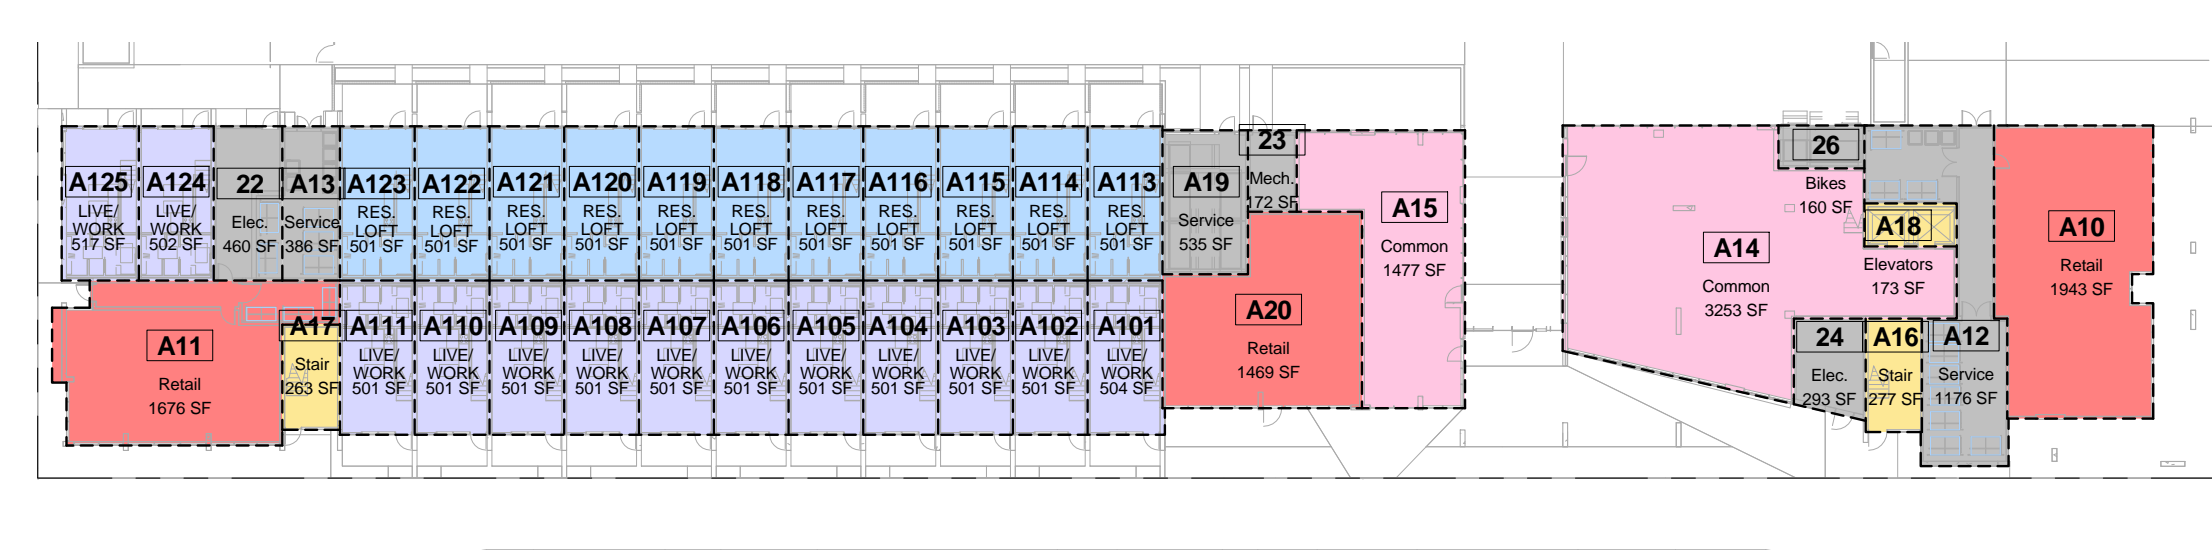 A125
LIVE/
WORK
517 SF
A124
LIVE/
WORK
502 SF
22
Elec.
460 SF
A13
Service
386 SF
A123
RES.
LOFT
501 SF
A122
RES.
LOFT
501 SF
A121
RES.
LOFT
501 SF
A120
RES.
LOFT
501 SF
A119
RES.
LOFT
501 SF
A118
RES.
LOFT
501 SF
A117
RES.
LOFT
501 SF
A116
RES.
LOFT
501 SF
A115
RES.
LOFT
501 SF
A114
RES.
LOFT
501 SF
A113
RES.
LOFT
501 SF
A19
Service
535 SF
23
Mech.
172 SF
A15
Common
1477 SF
A14
Common
3253 SF
26
Bikes
160 SF
A18
Elevators
173 SF
A10
Retail
1943 SF
A11
Retail
1676 SF
A17
Stair
263 SF
A111
LIVE/
WORK
501 SF
A110
LIVE/
WORK
501 SF
A109
LIVE/
WORK
501 SF
A108
LIVE/
WORK
501 SF
A107
LIVE/
WORK
501 SF
A106
LIVE/
WORK
501 SF
A105
LIVE/
WORK
501 SF
A104
LIVE/
WORK
501 SF
A103
LIVE/
WORK
501 SF
A102
LIVE/
WORK
501 SF
A101
LIVE/
WORK
504 SF
A20
Retail
1469 SF
24
Elec.
293 SF
A16
Stair
277 SF
A12
Service
1176 SF